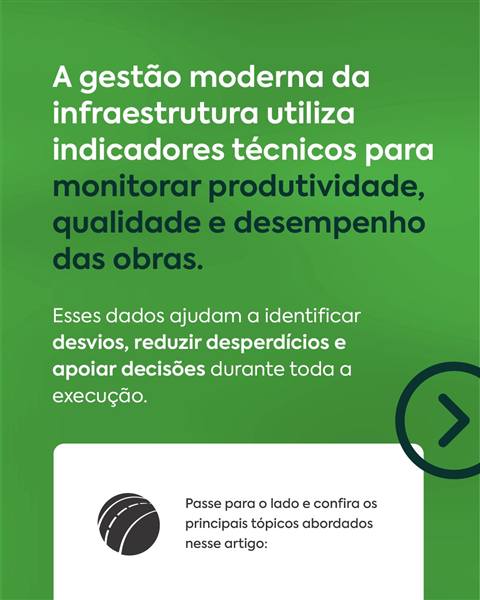 A gestão moderna da
infraestrutura utiliza
indicadores técnicos para
monitorar produtividade,
qualidade e desempenho
das obras.
Esses dados ajudam a identificar
desvios, reduzir desperdícios e
apoiar decisões durante toda a
execução.
Passe para o lado e confira os
principais tópicos abordados
nesse artigo: